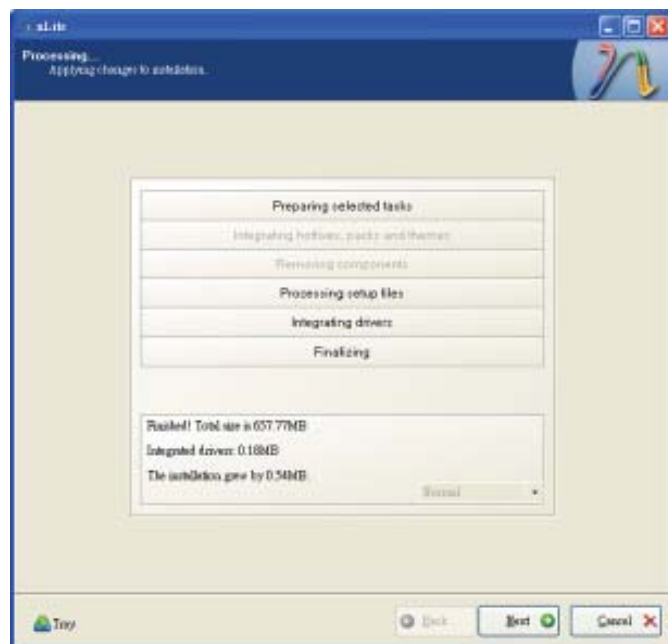 nLite
Processing...
Applying changes to installation.
Preparing selected tasks
Integrating hotfixes, packs and themes
Removing components
Processing setup files
Integrating drivers
Finalizing
Finished! Total size is 657.77MB
Integrated drivers: 0.18MB
The installation grew by 0.54MB.
Normal
Tray
Back
Next
Cancel